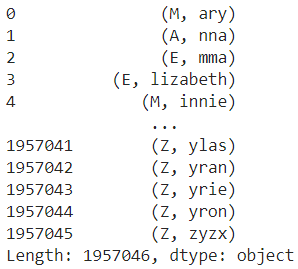 0 (M, ary)
1 (A, nna)
2 (E, mma)
3 (E, lizabeth)
4 (M, innie)
...
1957041 (Z, ylas)
1957042 (Z, yran)
1957043 (Z, yrie)
1957044 (Z, yron)
1957045 (Z, zyzx)
Length: 1957046, dtype: object